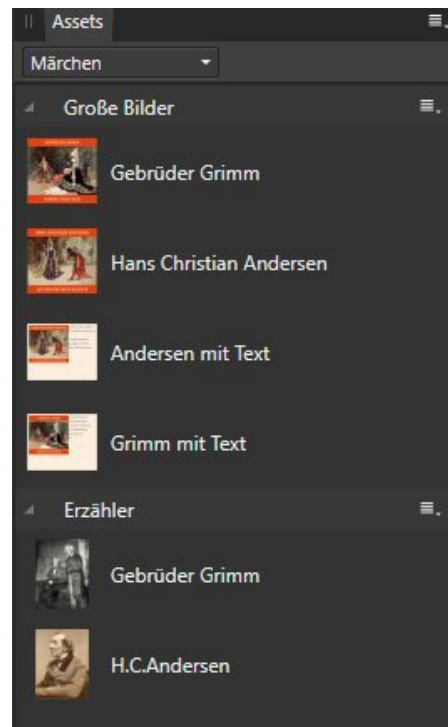 Assets
Märchen
Große Bilder
Gebrüder Grimm
Hans Christian Andersen
Andersen mit Text
Grimm mit Text
Erzähler
Gebrüder Grimm
H.C.Andersen